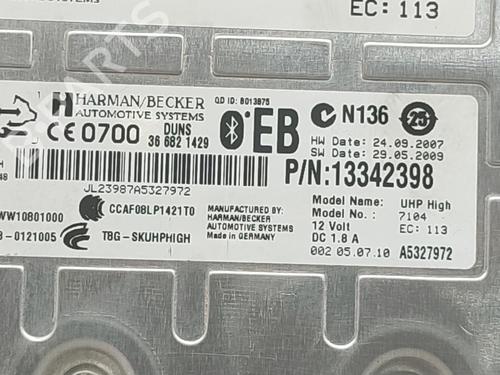 EC: 113
HARMAN/BECKER
AUTOMOTIVE SYSTEMS
QD ID: B013875
CE 0700
DUNS
36 682 1429
EB
N136
25
HW Date: 24.09.2007
SW Date: 29.05.2009
P/N:13342398
JL23987A5327972
WW10801000
CCAF08LP1421T0
8-0121005
TBG-SKUHPHIGH
MANUFACTURED BY:
HARMAN/BECKER
AUTOMOTIVE SYSTEMS
Made in GERMANY
Model Name: UHP High
Model No.: 7104
12 Volt EC: 113
DC 1.8 A
002 05.07.10 A5327972